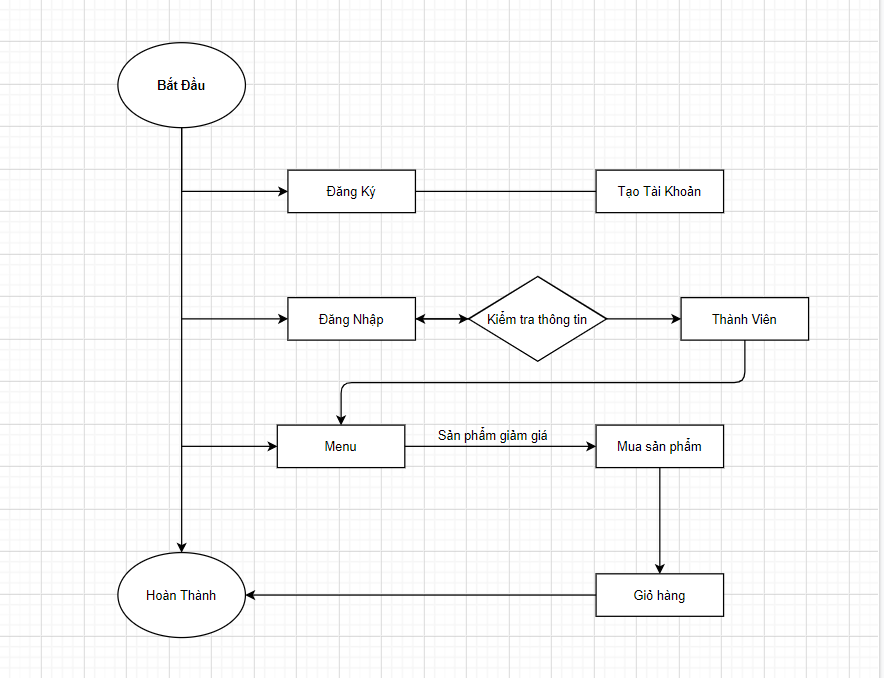 Bắt Đầu
Đăng Ký
Tạo Tài Khoản
Đăng Nhập
Kiểm tra thông tin
Thành Viên
Sản phẩm giảm giá
Menu
Mua sản phẩm
Hoàn Thành
Giỏ hàng